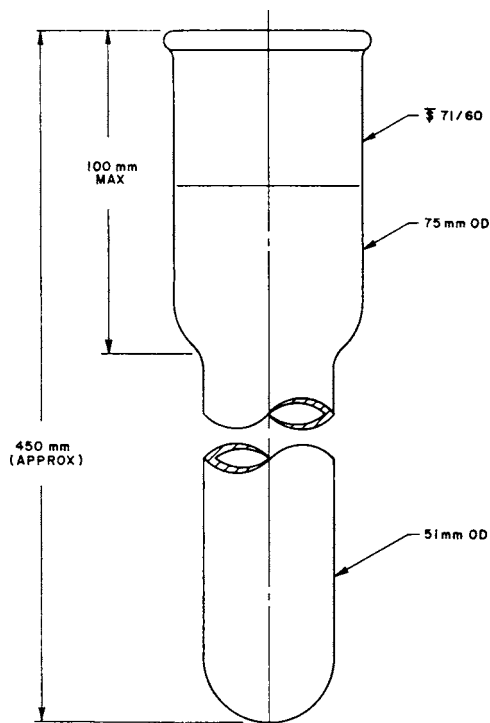 ⚿ 71/60
100 mm
MAX
75 mm OD
450 mm
(APPROX)
51 mm OD